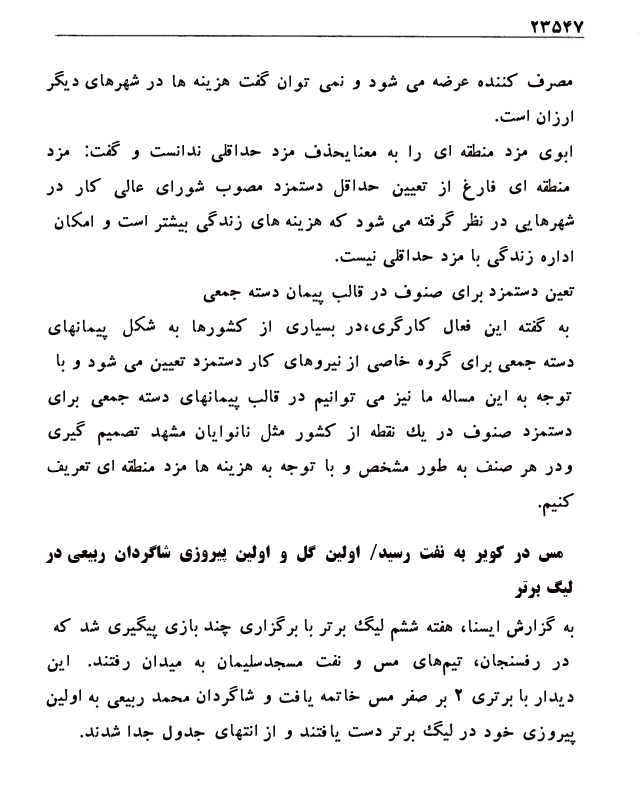 ۲۳۵۴۷
مصرف کننده عرضه می شود و نمی توان گفت هزینه ها در شهرهای دیگر
ارزان است.
ابوی مزد منطقه ای را به معنایحذف مزد حداقلی ندانست و گفت: مزد
منطقه ای فارغ از تعیین حداقل دستمزد مصوب شورای عالی کار در
شهرهایی در نظر گرفته می شود که هزینه های زندگی بیشتر است و امکان
اداره زندگی با مزد حداقلی نیست.
تعین دستمزد برای صنوف در قالب پیمان دسته جمعی
به گفته این فعال کارگری،در بسیاری از کشورها به شکل پیمانهای
دسته جمعی برای گروه خاصی از نیروهای کار دستمزد تعیین می شود و با
توجه به این مساله ما نیز می توانیم در قالب پیمانهای دسته جمعی برای
دستمزد صنوف در یك نقطه از کشور مثل نانوایان مشهد تصمیم گیری
ودر هر صنف به طور مشخص و با توجه به هزینه ها مزد منطقه ای تعریف
کنیم.
مس در کویر به نفت رسید/ اولین گل و اولین پیروزی شاگردان ربیعی در
لیگ برتر
به گزارش ایسنا، هفته ششم لیگ برتر با برگزاری چند بازی پیگیری شد که
در رفسنجان، تیم‌های مس و نفت مسجدسلیمان به میدان رفتند. این
دیدار با برتری ۲ بر صفر مس خاتمه یافت و شاگردان محمد ربیعی به اولین
پیروزی خود در لیگ برتر دست یافتند و از انتهای جدول جدا شدند.